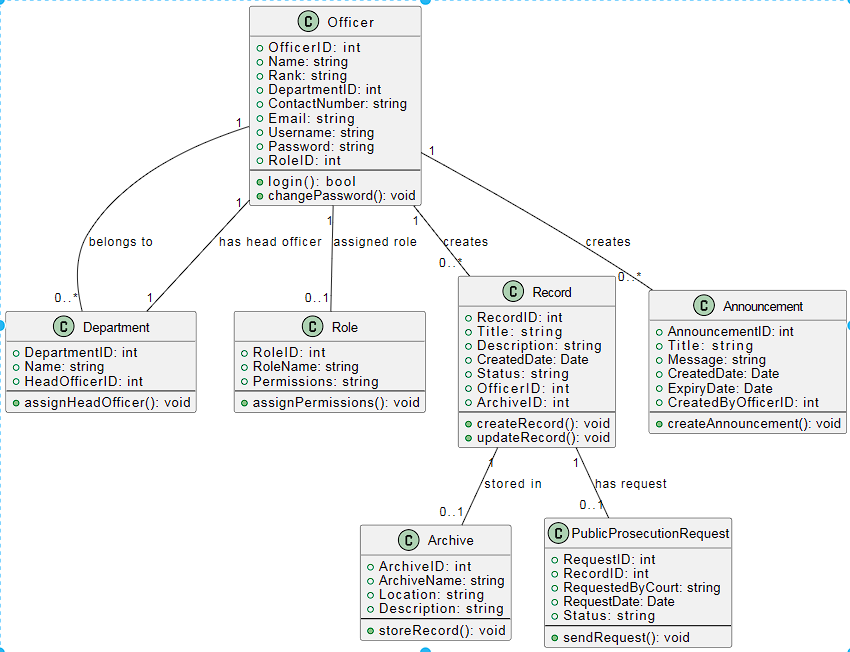 C Officer
OfficerID: int
Name: string
Rank: string
DepartmentID: int
ContactNumber: string
Email: string
Username: string
Password: string
RoleID: int
login(): bool
changePassword(): void
1
1
1
1
1
belongs to
has head officer
assigned role
creates
creates
0..*
1
0..1
0..*
0..*
C Department
DepartmentID: int
Name: string
HeadOfficerID: int
assignHeadOfficer(): void
C Role
RoleID: int
RoleName: string
Permissions: string
assignPermissions(): void
C Record
RecordID: int
Title: string
Description: string
CreatedDate: Date
Status: string
OfficerID: int
ArchiveID: int
createRecord(): void
updateRecord(): void
C Announcement
AnnouncementID: int
Title: string
Message: string
CreatedDate: Date
ExpiryDate: Date
CreatedByOfficerID: int
createAnnouncement(): void
1
1
stored in
has request
0..1
0..1
C Archive
ArchiveID: int
ArchiveName: string
Location: string
Description: string
storeRecord(): void
C PublicProsecutionRequest
RequestID: int
RecordID: int
RequestedByCourt: string
RequestDate: Date
Status: string
sendRequest(): void